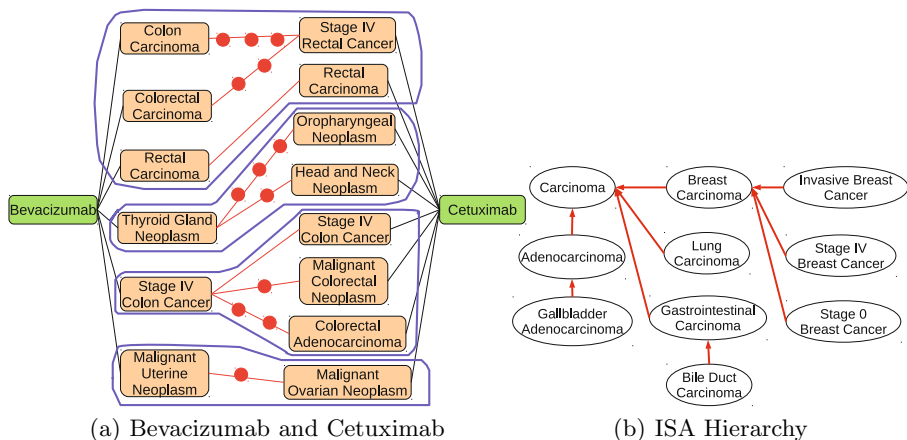 Colon
Carcinoma
Stage IV
Rectal Cancer
Colorectal
Carcinoma
Rectal
Carcinoma
Rectal
Carcinoma
Oropharyngeal
Neoplasm
Head and Neck
Neoplasm
Bevacizumab
Cetuximab
Thyroid Gland
Neoplasm
Stage IV
Colon Cancer
Stage IV
Colon Cancer
Malignant
Colorectal
Neoplasm
Colorectal
Adenocarcinoma
Malignant
Uterine
Neoplasm
Malignant
Ovarian Neoplasm
(a) Bevacizumab and Cetuximab
Carcinoma
Breast
Carcinoma
Invasive Breast
Cancer
Adenocarcinoma
Lung
Carcinoma
Stage IV
Breast Cancer
Gallbladder
Adenocarcinoma
Gastrointestinal
Carcinoma
Stage 0
Breast Cancer
Bile Duct
Carcinoma
(b) ISA Hierarchy